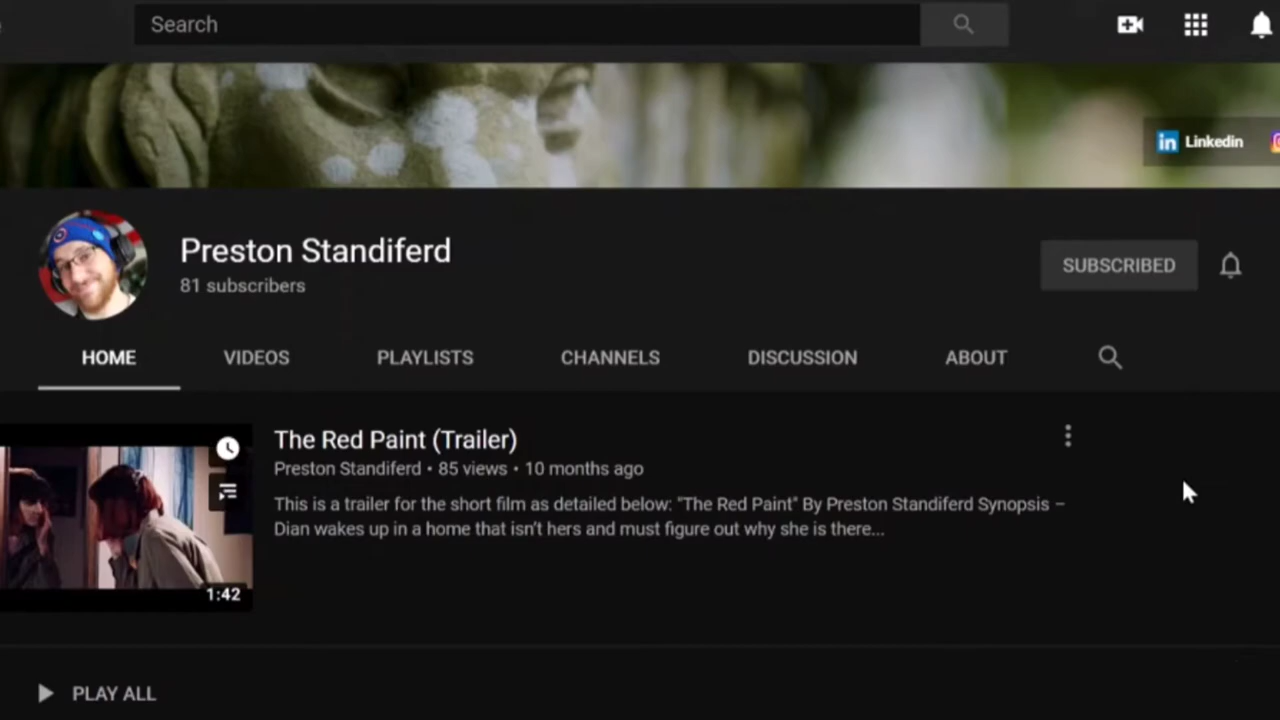 Search
in Linkedin
Preston Standiferd
81 subscribers
SUBSCRIBED
HOME VIDEOS PLAYLISTS CHANNELS DISCUSSION ABOUT
The Red Paint (Trailer)
Preston Standiferd • 85 views • 10 months ago
This is a trailer for the short film as detailed below: "The Red Paint" By Preston Standiferd Synopsis –
Dian wakes up in a home that isn't hers and must figure out why she is there...
1:42
PLAY ALL